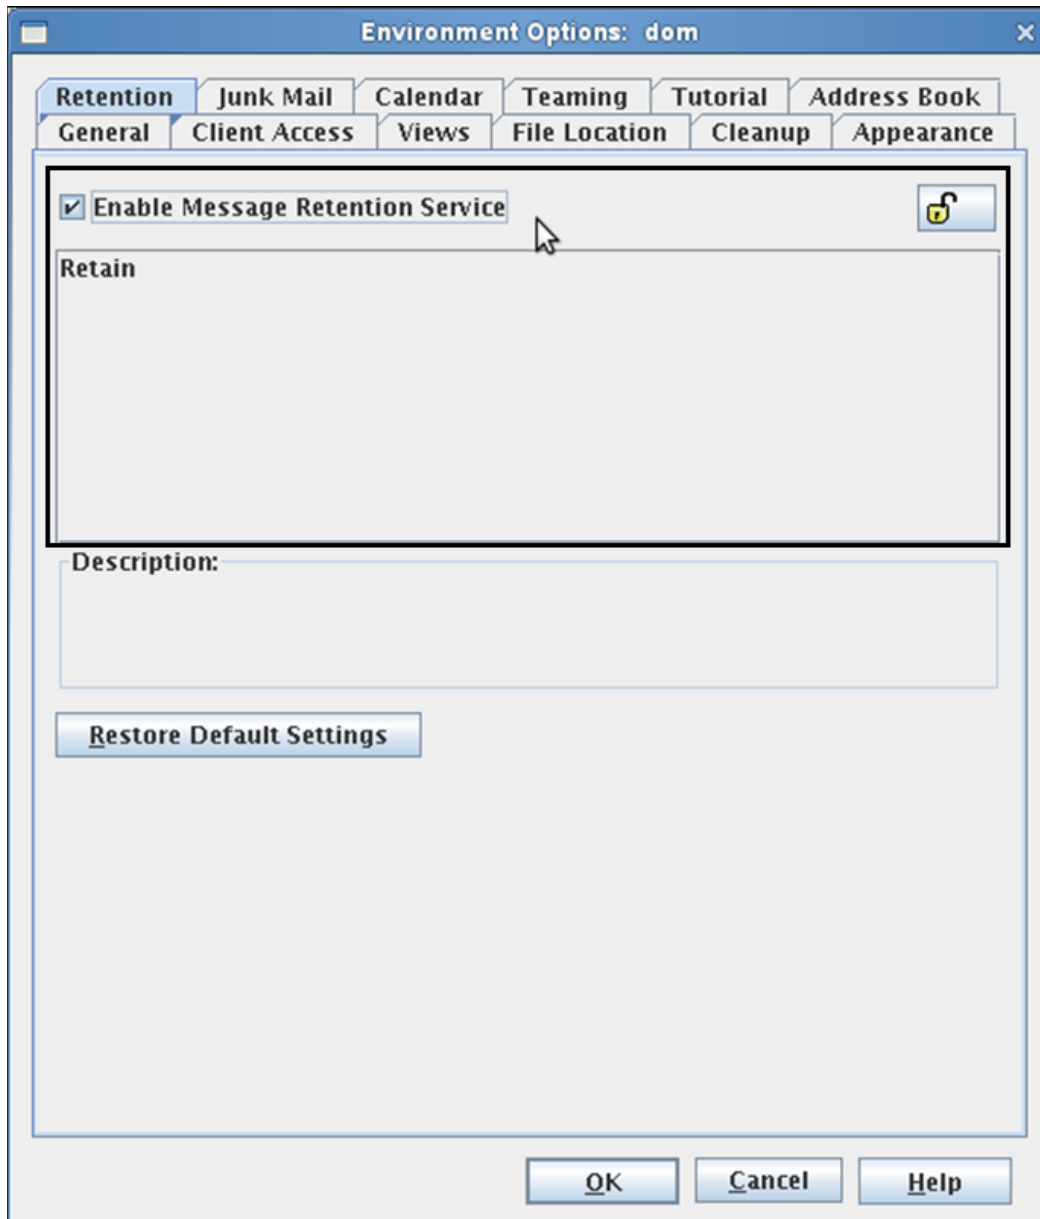 Environment Options: dom
Retention Junk Mail Calendar Teaming Tutorial Address Book
General Client Access Views File Location Cleanup Appearance
Enable Message Retention Service
Retain
Description:
Restore Default Settings
OK Cancel Help